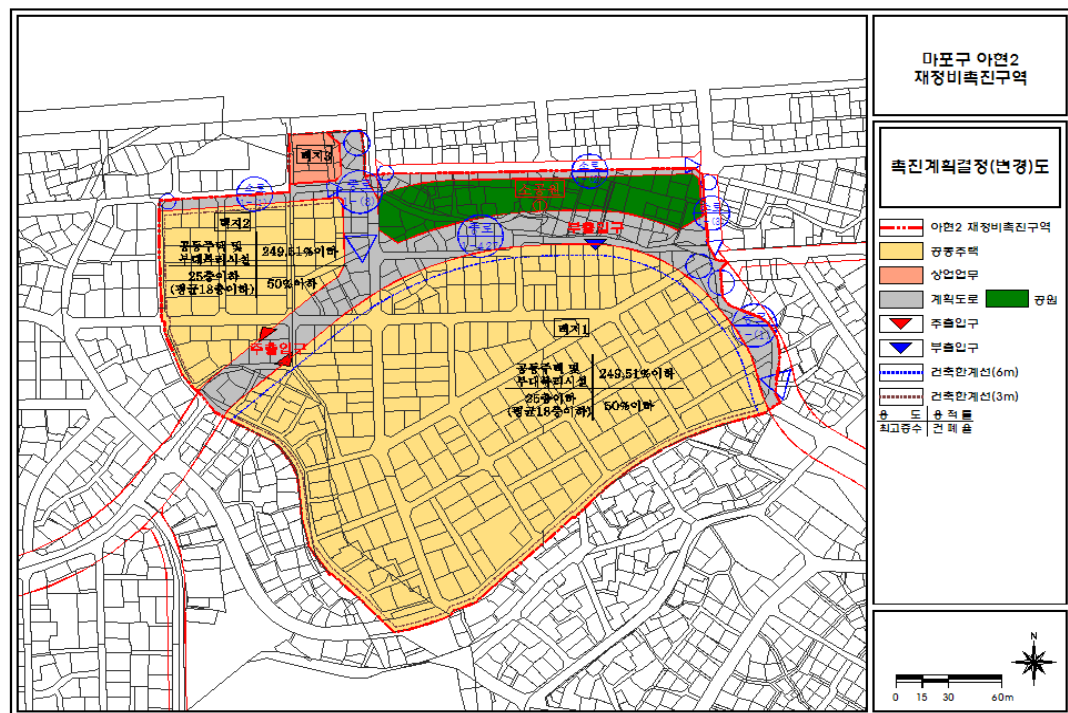 마포구 아현2
재정비촉진구역
촉진계획결정(변경)도
아현2 재정비촉진구역
공동주택
상업업무
계획도로 공원
주출입구
부출입구
건축한계선(6m)
건축한계선(3m)
용 도 용적률
최고층수 건폐율
N
0 15 30 60m
획지3
획지2
공동주택 및
부대복리시설
249.51%이하
25층이하
(평균18층이하)
50%이하
부출입구
주출입구
획지1
공동주택 및
부대복리시설
249.51%이하
25층이하
(평균18층이하)
50%이하